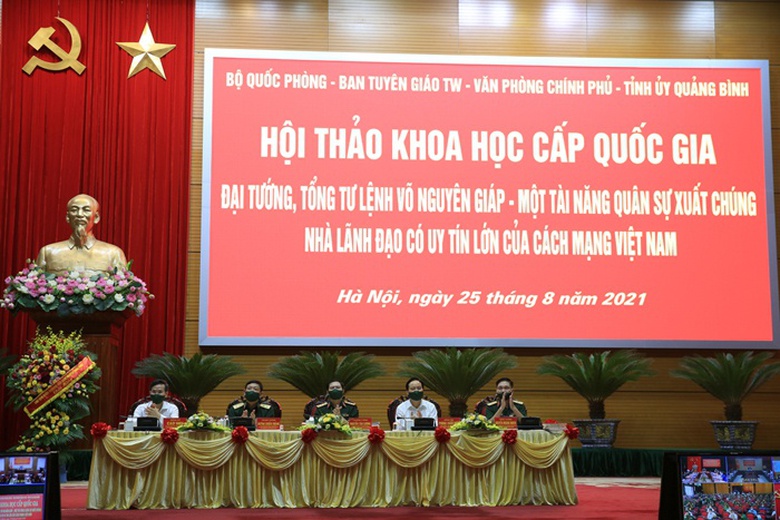 BỘ QUỐC PHÒNG - BAN TUYÊN GIÁO TW - VĂN PHÒNG CHÍNH PHỦ - TỈNH ỦY QUẢNG BÌNH
HỘI THẢO KHOA HỌC CẤP QUỐC GIA
ĐẠI TƯỚNG, TỔNG TƯ LỆNH VÕ NGUYÊN GIÁP - MỘT TÀI NĂNG QUÂN SỰ XUẤT CHÚNG
NHÀ LÃNH ĐẠO CÓ UY TÍN LỚN CỦA CÁCH MẠNG VIỆT NAM
Hà Nội, ngày 25 tháng 8 năm 2021